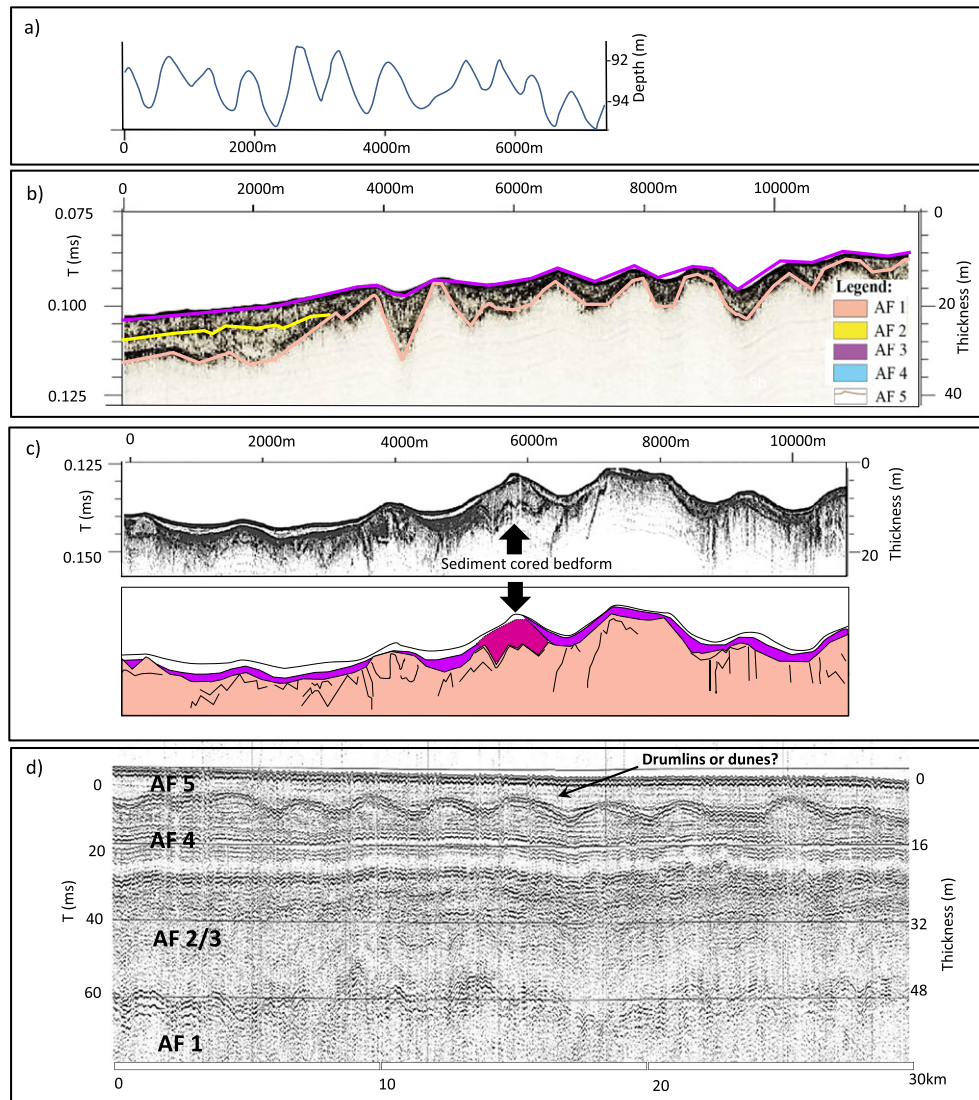 a)
92
94
Depth (m)
0 2000m 4000m 6000m
b)
0 2000m 4000m 6000m 8000m 10000m
0.075
0.100
0.125
T (ms)
0
20
40
Thickness (m)
Legend:
AF 1
AF 2
AF 3
AF 4
AF 5
c)
0 2000m 4000m 6000m 8000m 10000m
0.125
0.150
T (ms)
0
20
Thickness (m)
Sediment cored bedform
d)
Drumlins or dunes?
0
20
40
60
T (ms)
AF 5
AF 4
AF 2/3
AF 1
0
16
32
48
Thickness (m)
0 10 20 30km